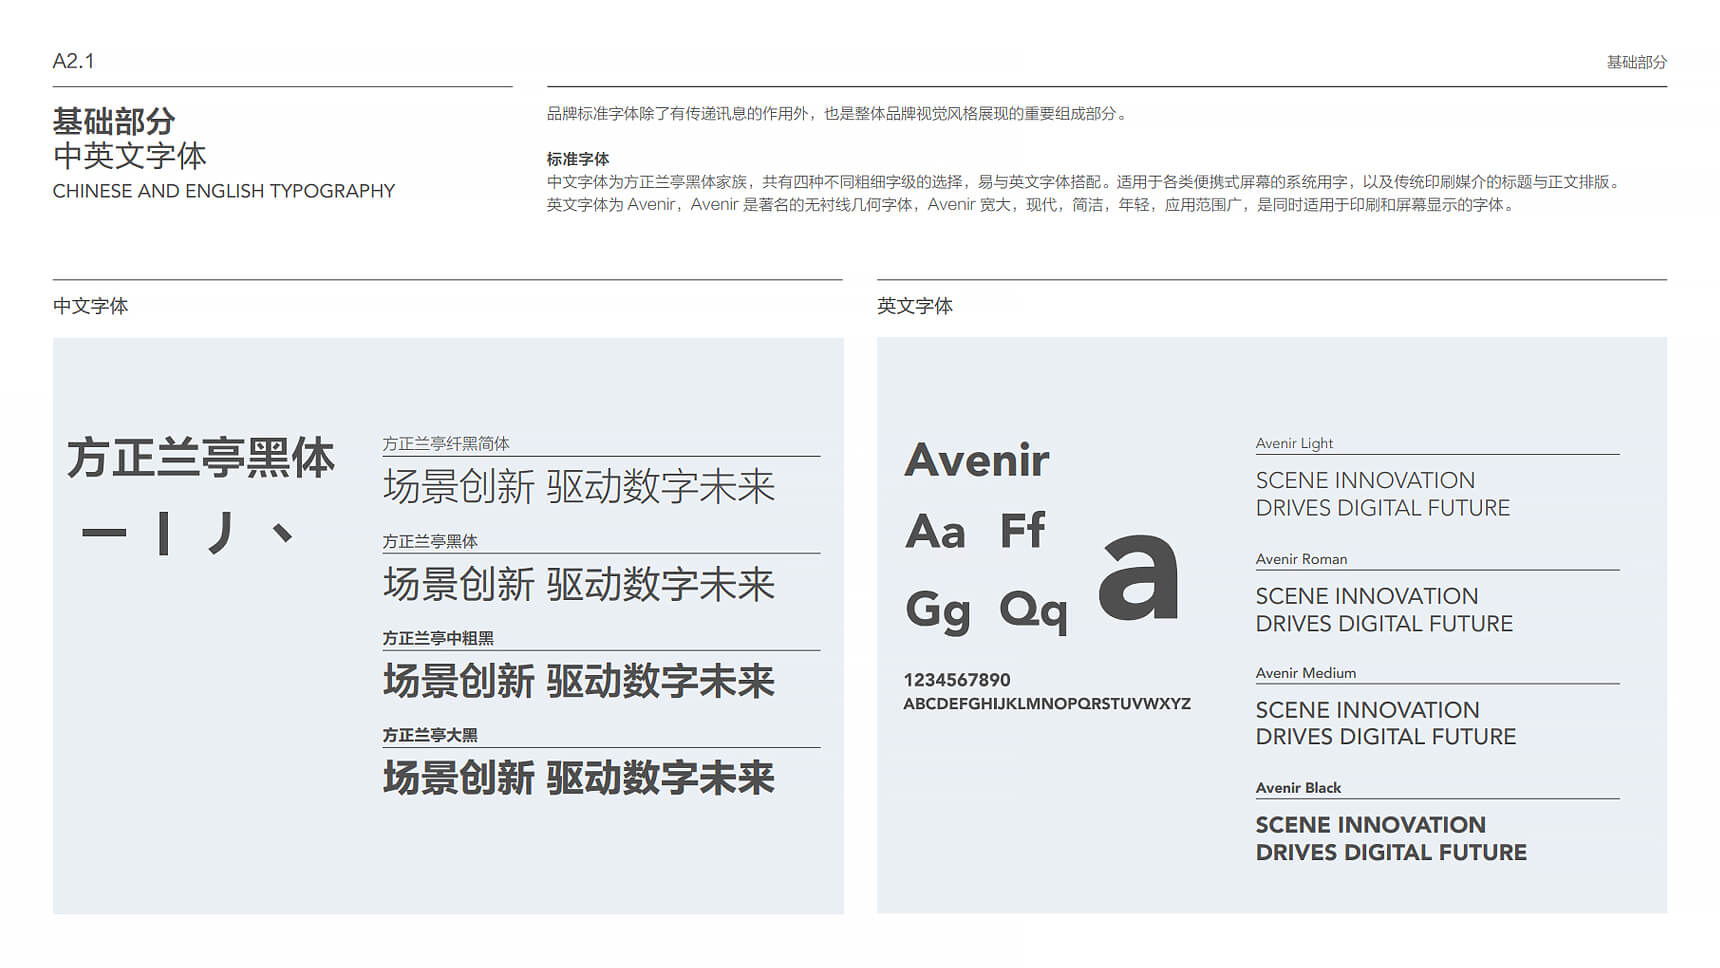 A2.1
基础部分
基础部分
中英文字体
CHINESE AND ENGLISH TYPOGRAPHY
品牌标准字体除了有传递讯息的作用外，也是整体品牌视觉风格展现的重要组成部分。
标准字体
中文字体为方正兰亭黑体家族，共有四种不同粗细字级的选择，易与英文字体搭配。适用于各类便携式屏幕的系统用字，以及传统印刷媒介的标题与正文排版。
英文字体为 Avenir，Avenir 是著名的无衬线几何字体，Avenir 宽大，现代，简洁，年轻，应用范围广，是同时适用于印刷和屏幕显示的字体。
中文字体
方正兰亭黑体
一丨丿丶
方正兰亭纤黑简体
场景创新 驱动数字未来
方正兰亭黑体
场景创新 驱动数字未来
方正兰亭中粗黑
场景创新 驱动数字未来
方正兰亭大黑
场景创新 驱动数字未来
英文字体
Avenir
Aa Ff
Gg Qq
a
1234567890
ABCDEFGHIJKLMNOPQRSTUVWXYZ
Avenir Light
SCENE INNOVATION
DRIVES DIGITAL FUTURE
Avenir Roman
SCENE INNOVATION
DRIVES DIGITAL FUTURE
Avenir Medium
SCENE INNOVATION
DRIVES DIGITAL FUTURE
Avenir Black
SCENE INNOVATION
DRIVES DIGITAL FUTURE